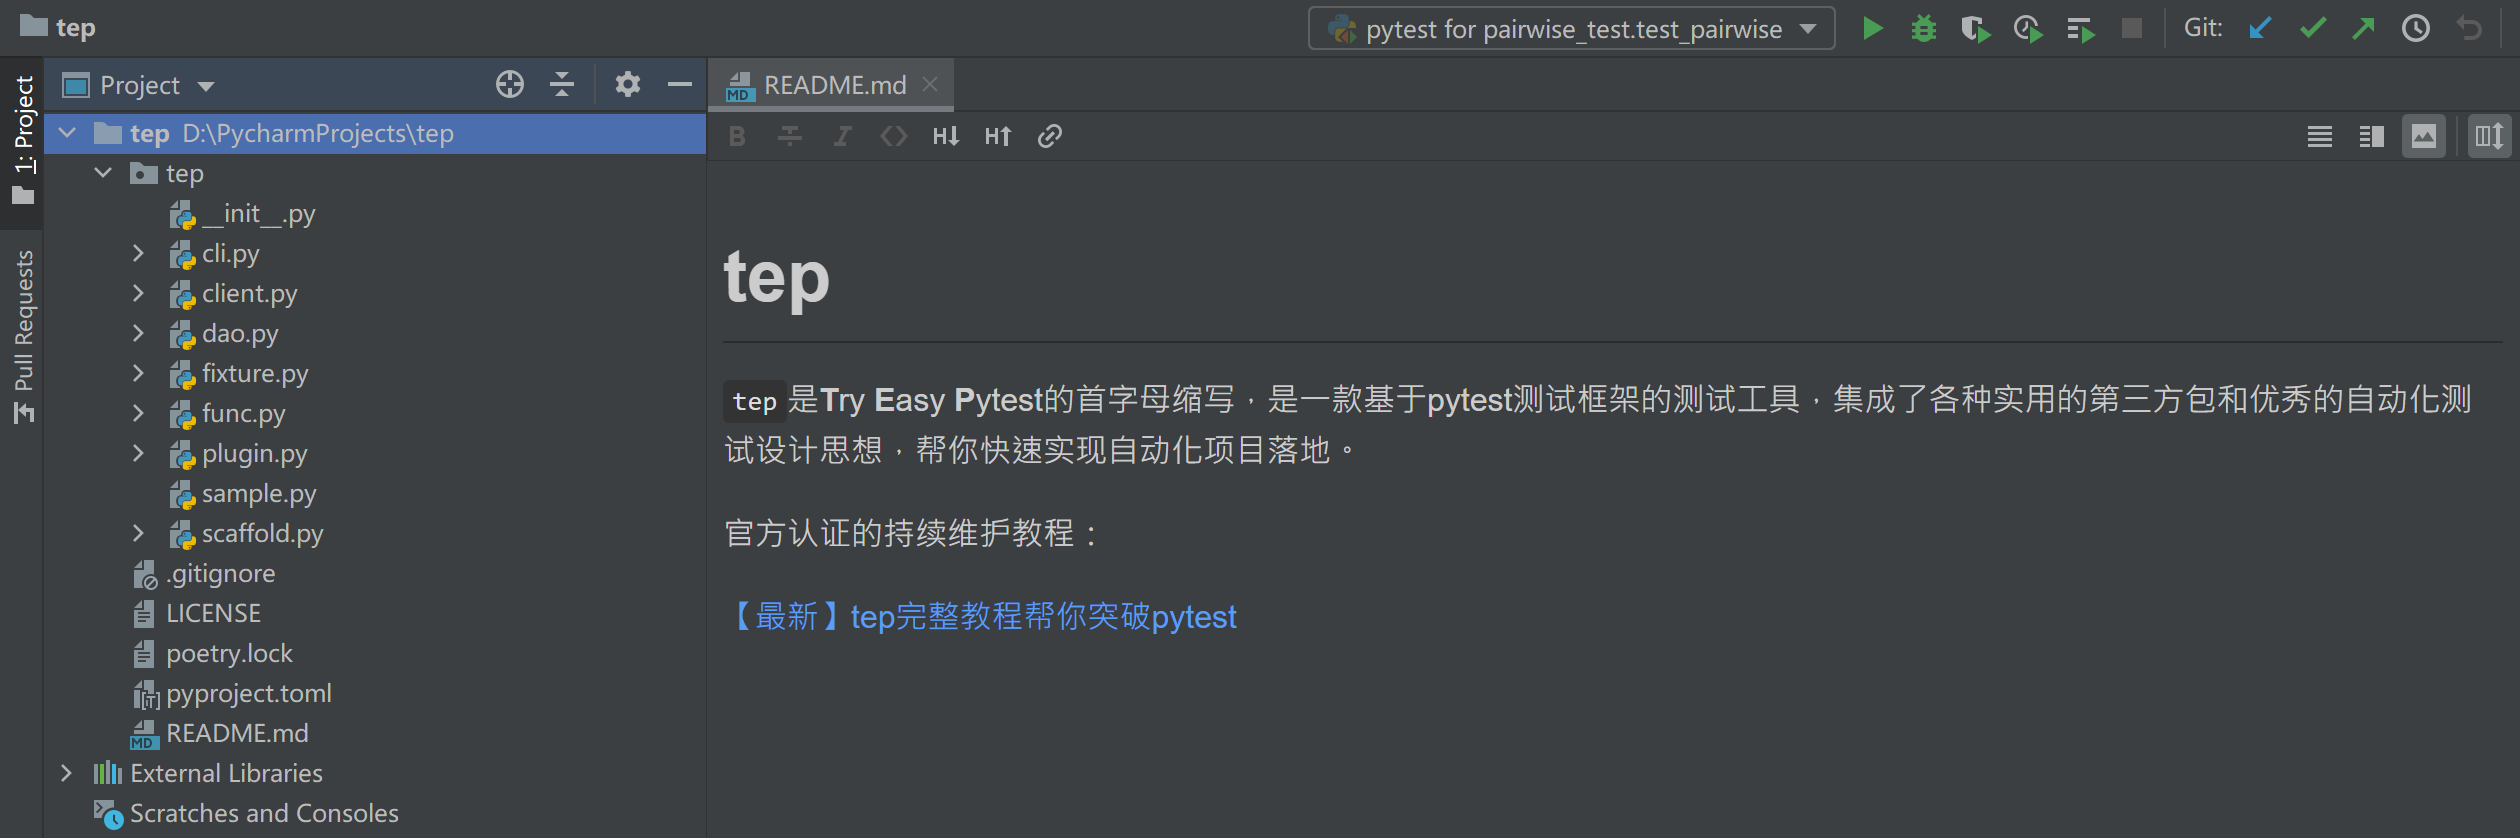 tep
pytest for pairwise_test.test_pairwise
Git:
1: Project
Pull Requests
Project
tep D:\PycharmProjects\tep
tep
__init__.py
cli.py
client.py
dao.py
fixture.py
func.py
plugin.py
sample.py
scaffold.py
.gitignore
LICENSE
poetry.lock
pyproject.toml
README.md
External Libraries
Scratches and Consoles
README.md
tep
tep是Try Easy Pytest的首字母缩写，是一款基于pytest测试框架的测试工具，集成了各种实用的第三方包和优秀的自动化测
试设计思想，帮你快速实现自动化项目落地。
官方认证的持续维护教程：
【最新】tep完整教程帮你突破pytest